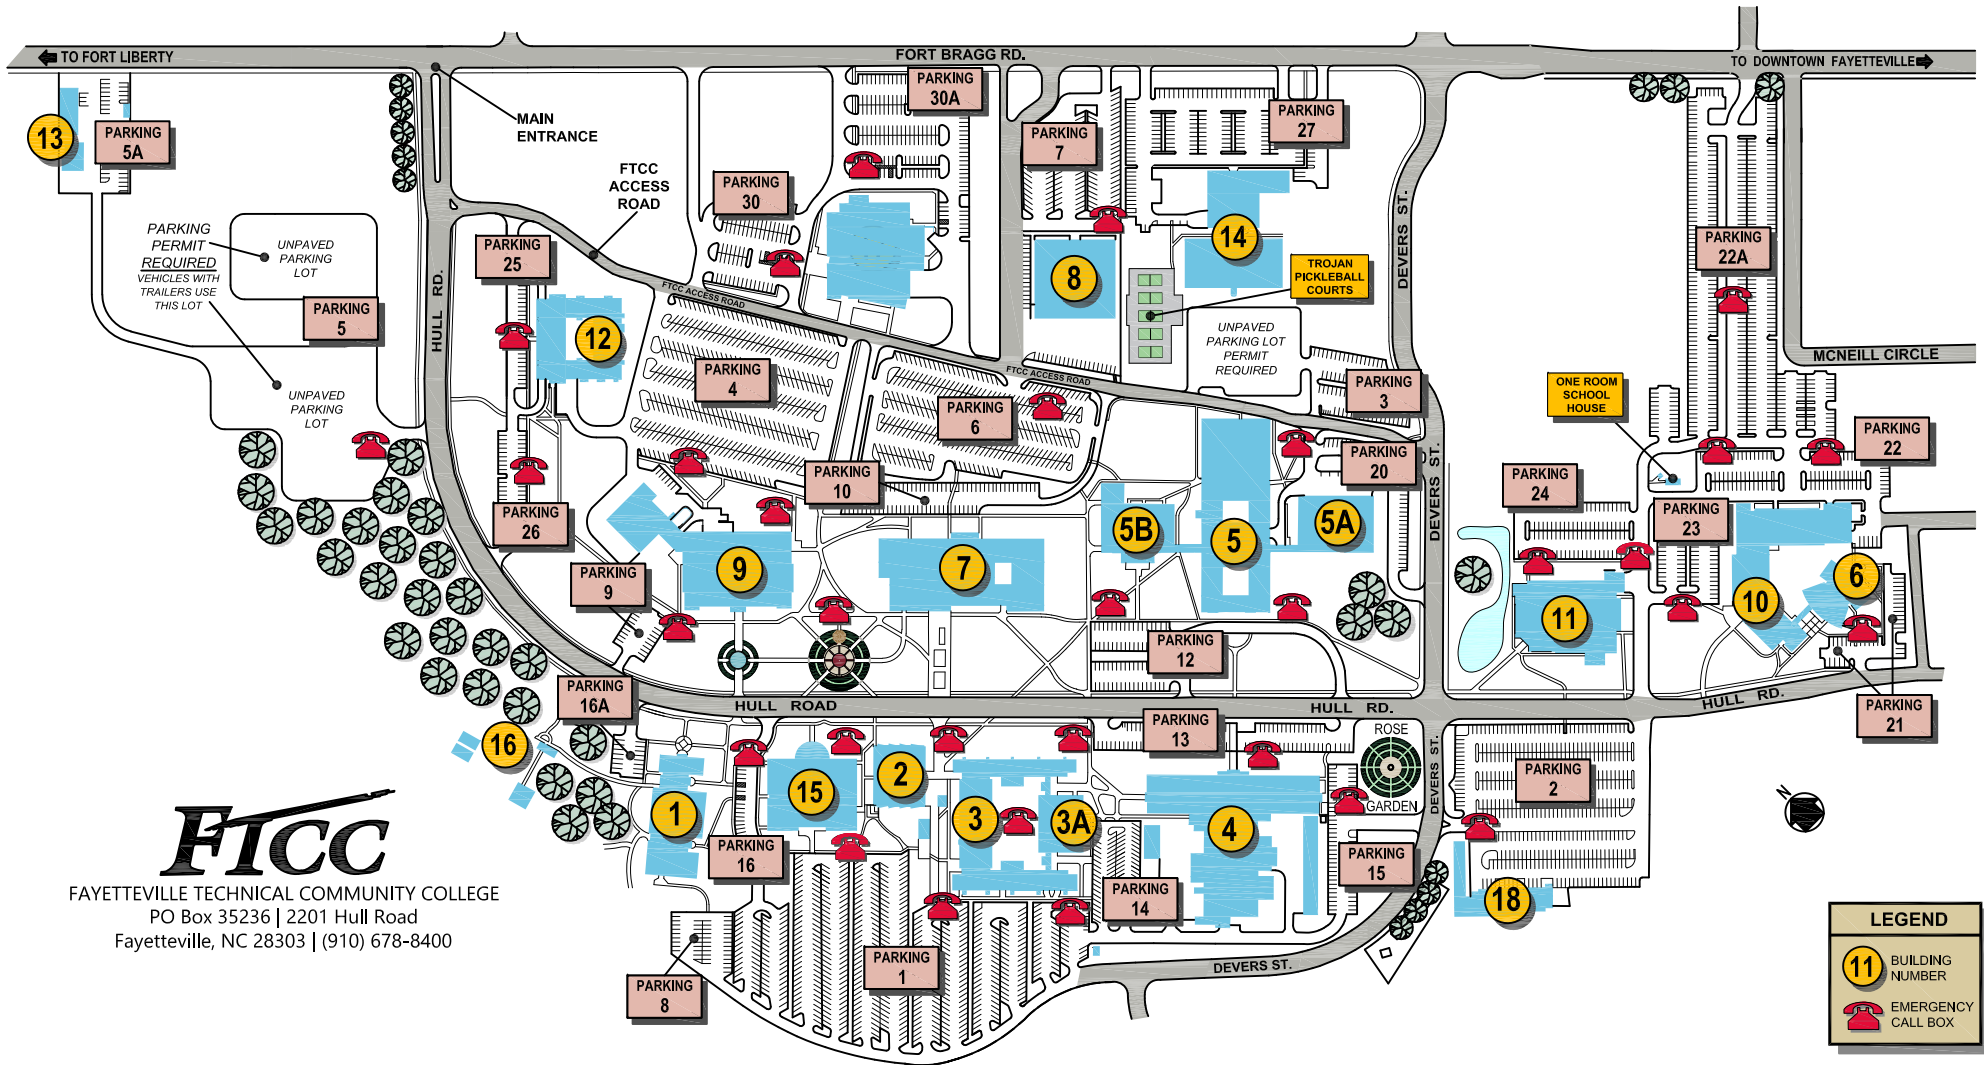 TO FORT LIBERTY
FORT BRAGG RD.
TO DOWNTOWN FAYETTEVILLE
MAIN
ENTRANCE
FTCC
ACCESS
ROAD
13
PARKING
5A
PARKING
30A
PARKING
7
PARKING
27
PARKING
30
PARKING
PERMIT
REQUIRED
VEHICLES WITH
TRAILERS USE
THIS LOT
UNPAVED
PARKING
LOT
PARKING
5
UNPAVED
PARKING
LOT
HULL RD.
PARKING
25
12
FTCC ACCESS ROAD
PARKING
4
PARKING
6
FTCC ACCESS ROAD
8
14
TROJAN
PICKLEBALL
COURTS
UNPAVED
PARKING LOT
PERMIT
REQUIRED
DEVERS ST.
PARKING
3
PARKING
20
DEVERS ST.
PARKING
22A
MCNEILL CIRCLE
ONE ROOM
SCHOOL
HOUSE
PARKING
22
PARKING
24
PARKING
23
PARKING
26
PARKING
10
PARKING
9
9
7
5B
5
5A
11
10
6
PARKING
12
PARKING
16A
HULL ROAD
HULL RD.
HULL RD.
PARKING
21
16
1
15
2
3
3A
4
PARKING
13
ROSE
GARDEN
DEVERS ST.
PARKING
2
PARKING
16
PARKING
14
PARKING
15
18
PARKING
1
PARKING
8
DEVERS ST.
N
FTCC
FAYETTEVILLE TECHNICAL COMMUNITY COLLEGE
PO Box 35236 | 2201 Hull Road
Fayetteville, NC 28303 | (910) 678-8400
LEGEND
11
BUILDING
NUMBER
EMERGENCY
CALL BOX